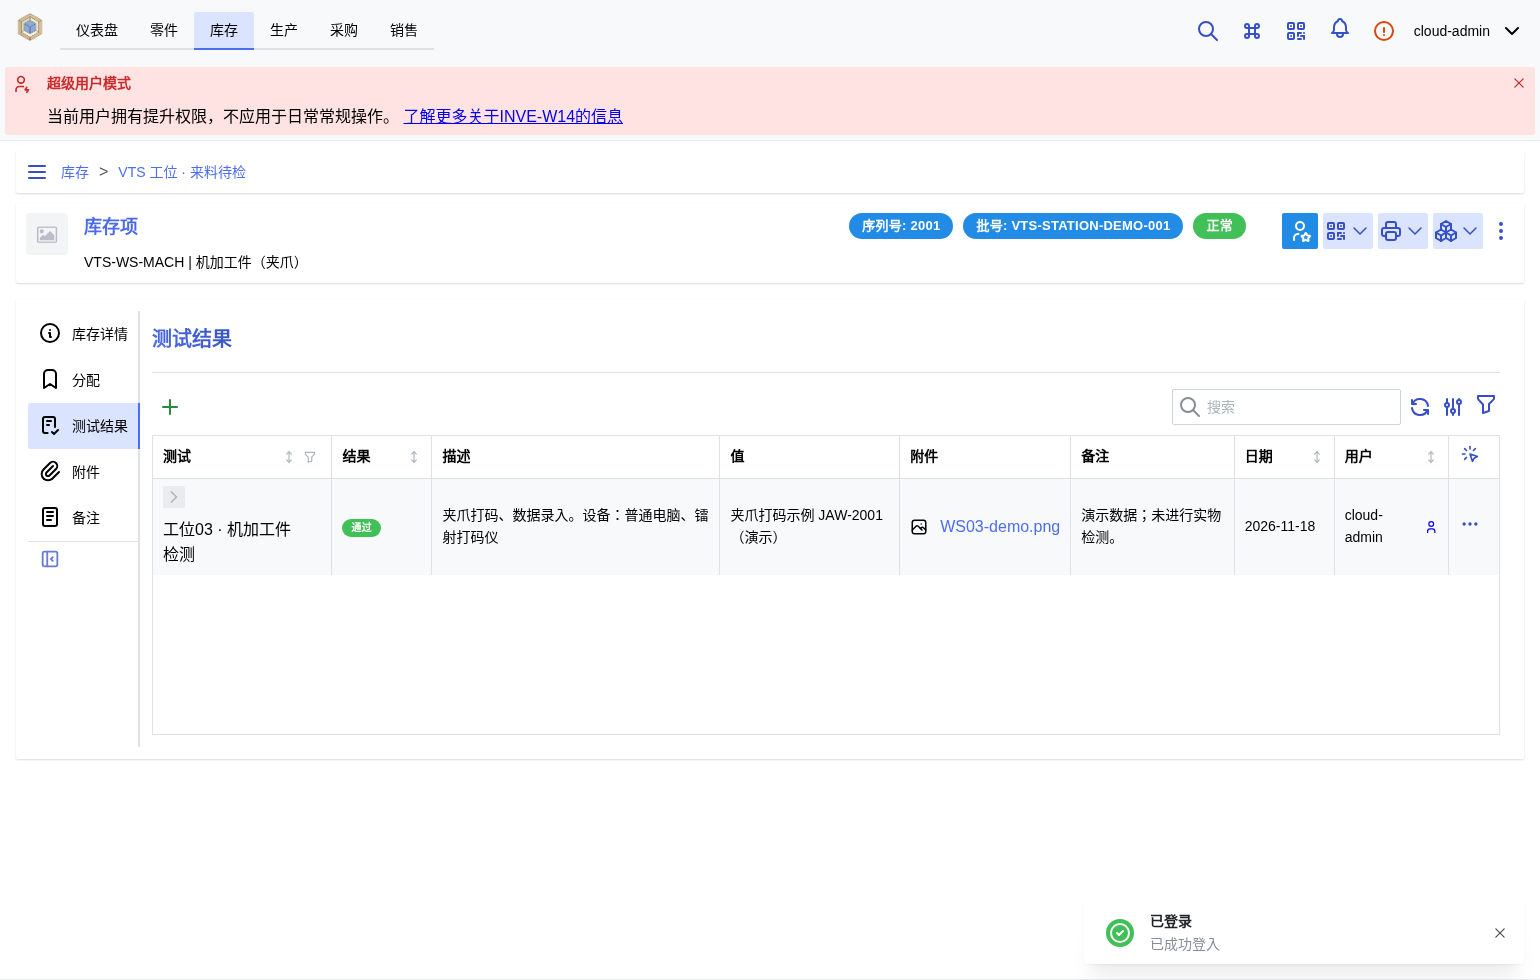 仪表盘 零件 库存 生产 采购 销售 cloud-admin
超级用户模式
当前用户拥有提升权限，不应用于日常常规操作。 了解更多关于INVE-W14的信息
库存 > VTS 工位 · 来料待检
库存项 序列号: 2001 批号: VTS-STATION-DEMO-001 正常
VTS-WS-MACH | 机加工件（夹爪）
库存详情
分配
测试结果
附件
备注
测试结果
搜索
测试 结果 描述 值 附件 备注 日期 用户
工位03 · 机加工件
检测
通过
夹爪打码、数据录入。设备：普通电脑、镭
射打码仪
夹爪打码示例 JAW-2001
（演示）
WS03-demo.png
演示数据；未进行实物
检测。
2026-11-18
cloud-
admin
已登录
已成功登入